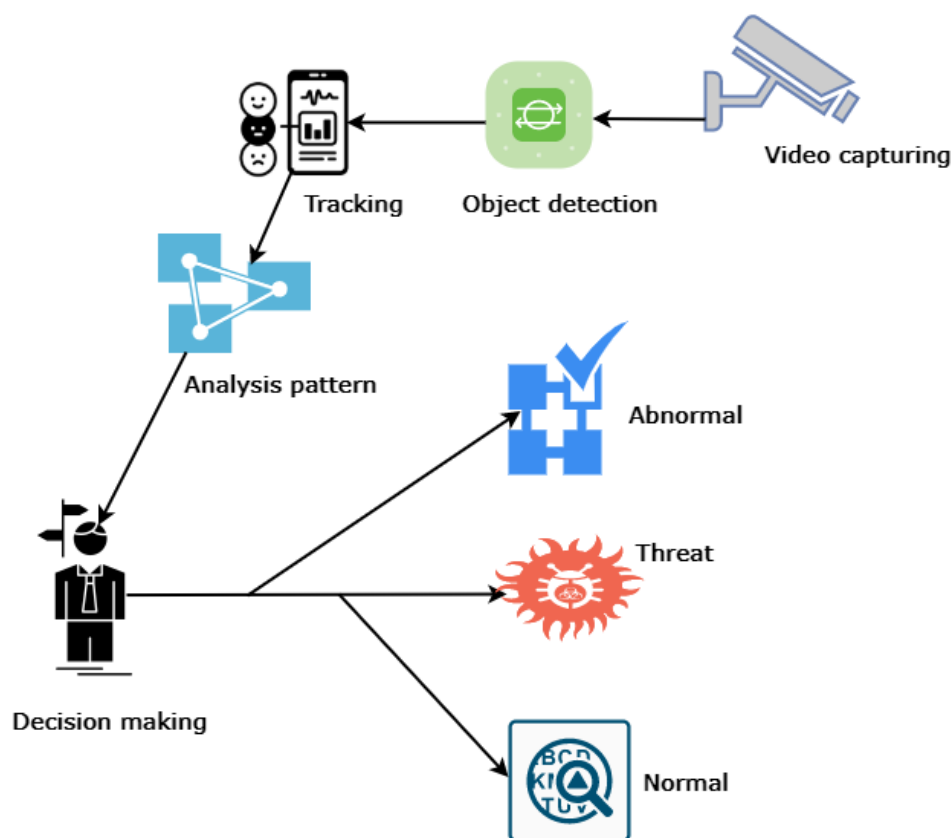 Video capturing
Tracking
Object detection
Analysis pattern
Abnormal
Threat
Decision making
Normal